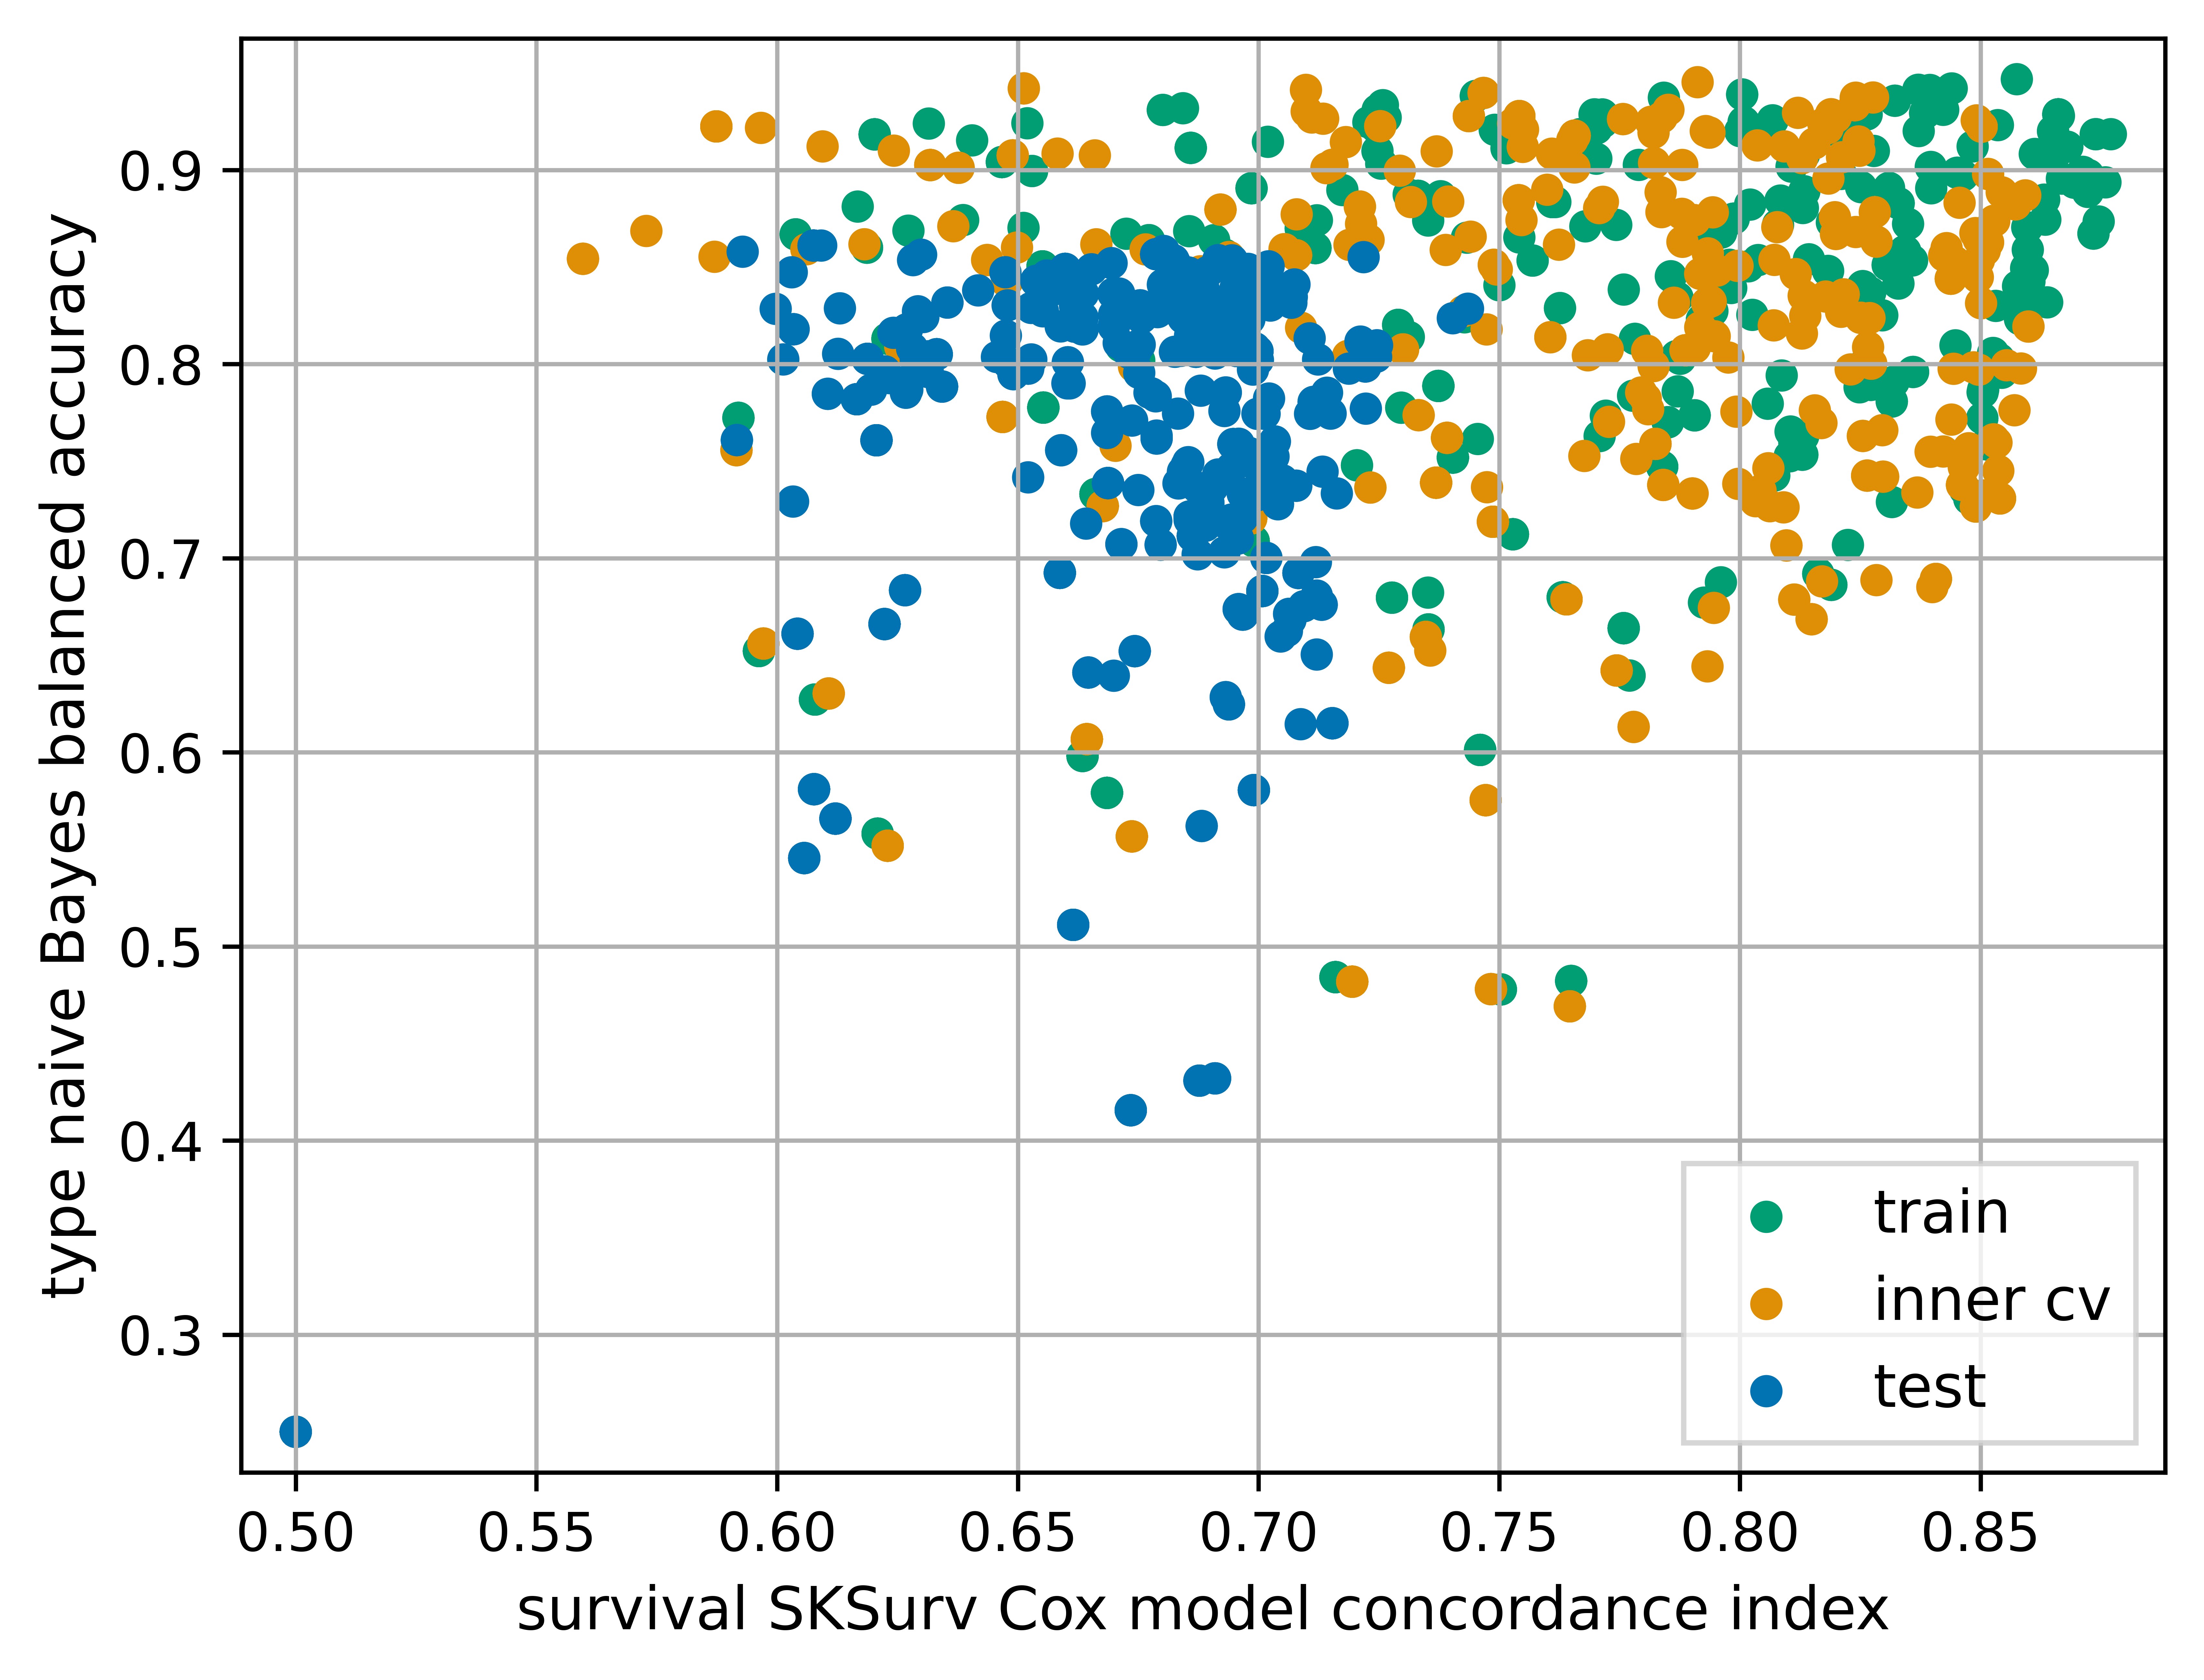 type naive Bayes balanced accuracy
0.9
0.8
0.7
0.6
0.5
0.4
0.3
train
inner cv
test
0.50 0.55 0.60 0.65 0.70 0.75 0.80 0.85
survival SKSurv Cox model concordance index